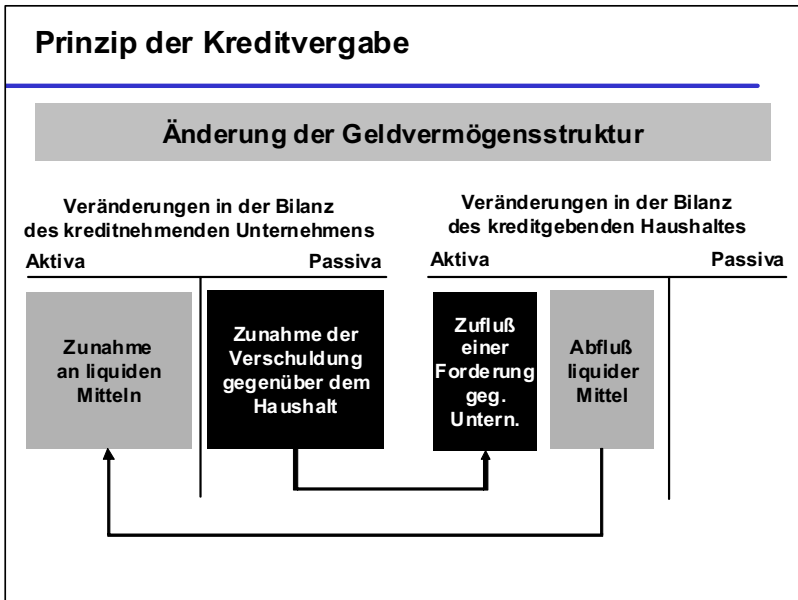 Prinzip der Kreditvergabe
Änderung der Geldvermögensstruktur
Veränderungen in der Bilanz
des kreditnehmenden Unternehmens
Aktiva
Passiva
Zunahme
an liquiden
Mitteln
Zunahme der
Verschuldung
gegenüber dem
Haushalt
Veränderungen in der Bilanz
des kreditgebenden Haushaltes
Aktiva
Passiva
Zufluß
einer
Forderung
geg.
Untern.
Abfluß
liquider
Mittel